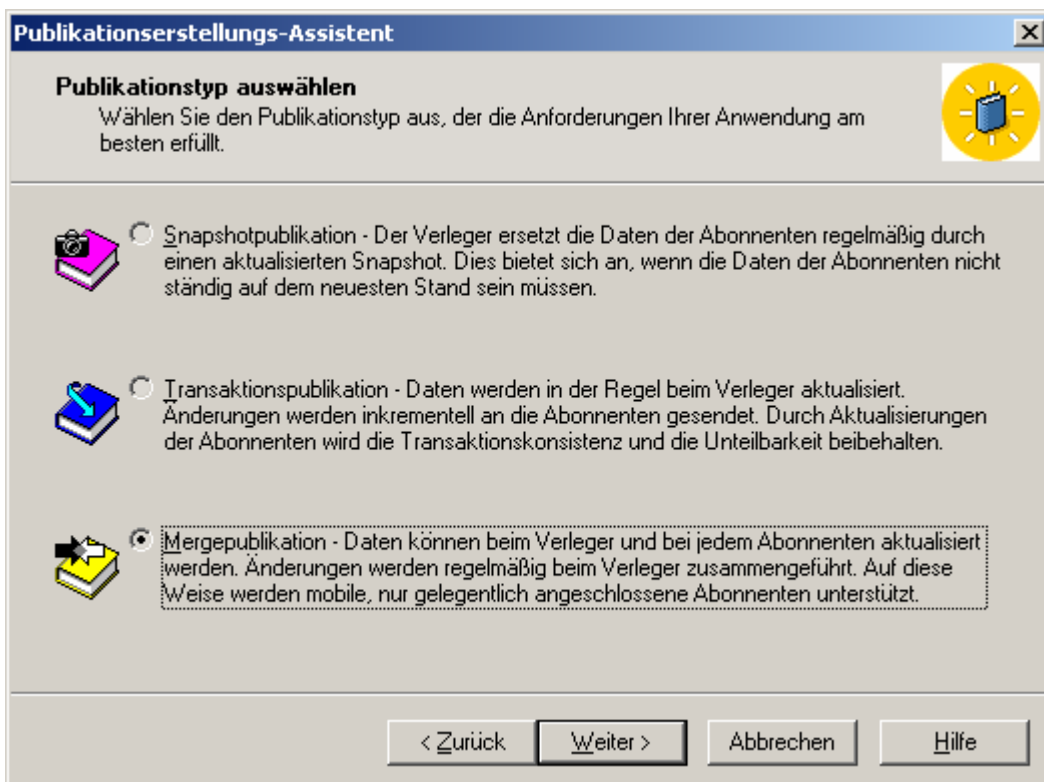 Publikationserstellungs-Assistent
Publikationstyp auswählen
Wählen Sie den Publikationstyp aus, der die Anforderungen Ihrer Anwendung am
besten erfüllt.
Snapshotpublikation - Der Verleger ersetzt die Daten der Abonnenten regelmäßig durch
einen aktualisierten Snapshot. Dies bietet sich an, wenn die Daten der Abonnenten nicht
ständig auf dem neuesten Stand sein müssen.
Transaktionspublikation - Daten werden in der Regel beim Verleger aktualisiert.
Änderungen werden inkrementell an die Abonnenten gesendet. Durch Aktualisierungen
der Abonnenten wird die Transaktionskonsistenz und die Unteilbarkeit beibehalten.
Mergepublikation - Daten können beim Verleger und bei jedem Abonnenten aktualisiert
werden. Änderungen werden regelmäßig beim Verleger zusammengeführt. Auf diese
Weise werden mobile, nur gelegentlich angeschlossene Abonnenten unterstützt.
< Zurück Weiter > Abbrechen Hilfe